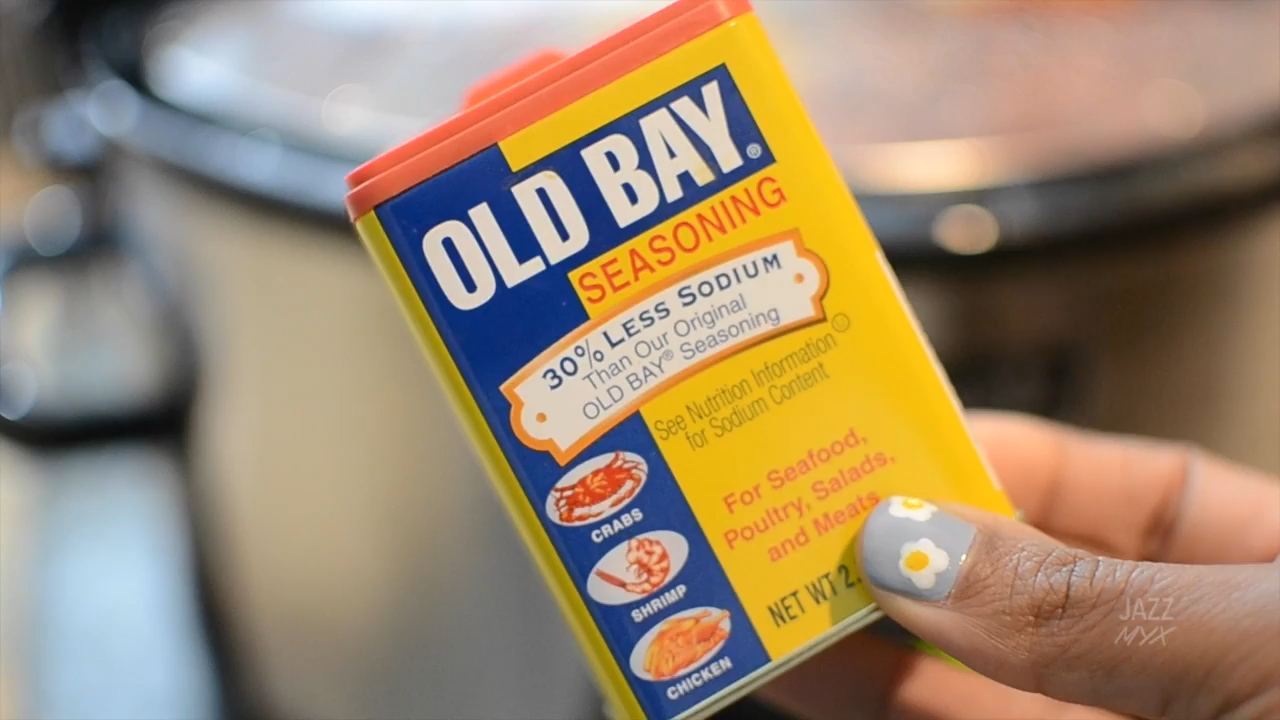 OLD BAY®
SEASONING
30% LESS SODIUM
Than Our Original
OLD BAY® Seasoning
See Nutrition Information
for Sodium Content
For Seafood,
Poultry, Salads,
and Meats
CRABS
SHRIMP
CHICKEN
NET WT 2.
JAZZ
MYX